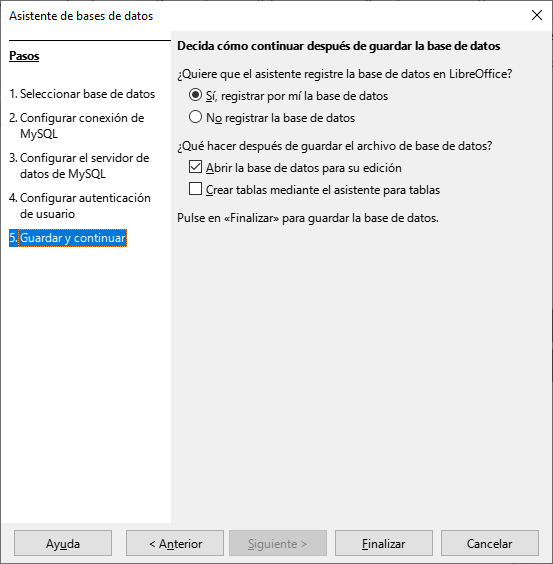 Asistente de bases de datos
Pasos
1. Seleccionar base de datos
2. Configurar conexión de
MySQL
3. Configurar el servidor de
datos de MySQL
4. Configurar autenticación
de usuario
5. Guardar y continuar
Decida cómo continuar después de guardar la base de datos
¿Quiere que el asistente registre la base de datos en LibreOffice?
Sí, registrar por mí la base de datos
No registrar la base de datos
¿Qué hacer después de guardar el archivo de base de datos?
Abrir la base de datos para su edición
Crear tablas mediante el asistente para tablas
Pulse en «Finalizar» para guardar la base de datos.
Ayuda
< Anterior
Siguiente >
Finalizar
Cancelar